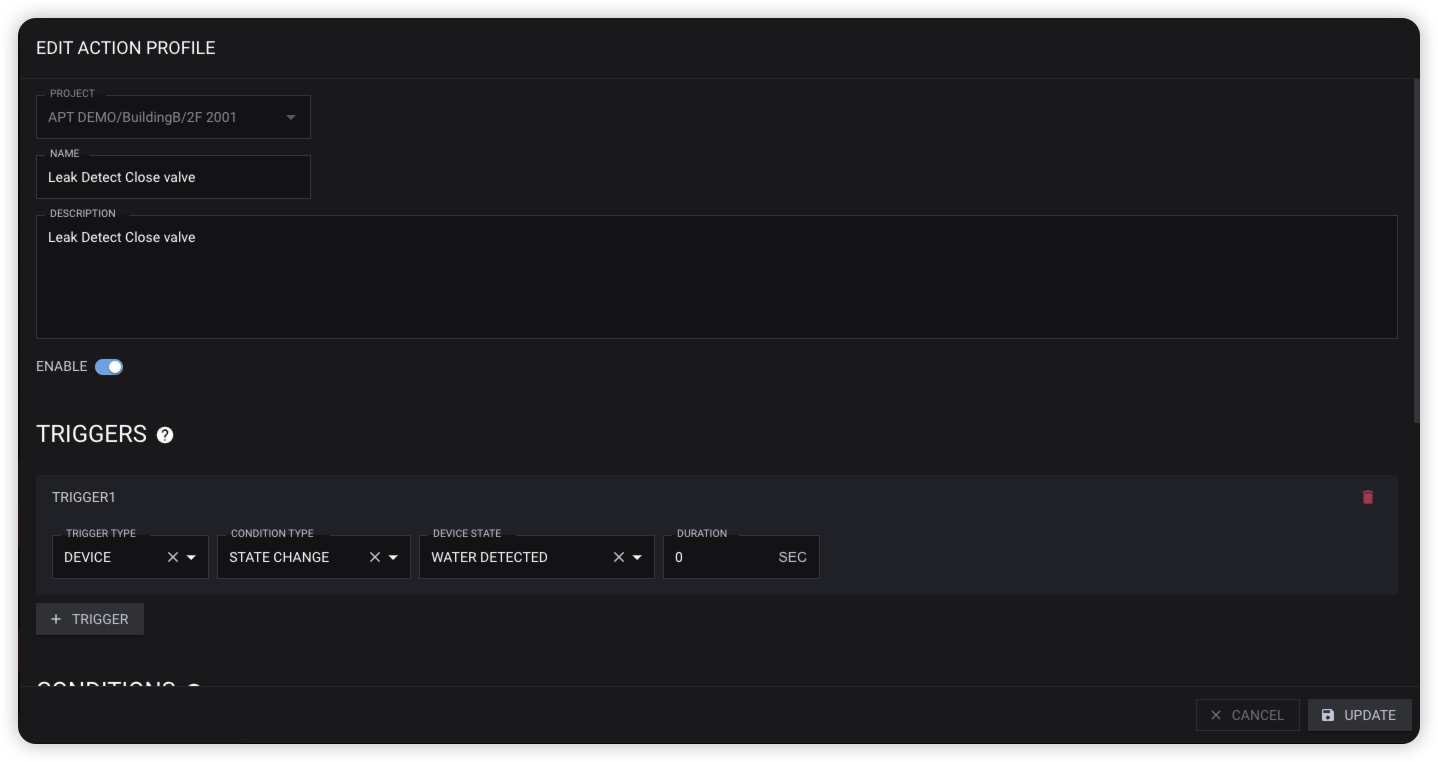 EDIT ACTION PROFILE
PROJECT
APT DEMO/BuildingB/2F 2001
NAME
Leak Detect Close valve
DESCRIPTION
Leak Detect Close valve
ENABLE
TRIGGERS ?
TRIGGER1
TRIGGER TYPE CONDITION TYPE DEVICE STATE DURATION
DEVICE STATE CHANGE WATER DETECTED 0 SEC
+ TRIGGER
CONDITIONS
CANCEL UPDATE